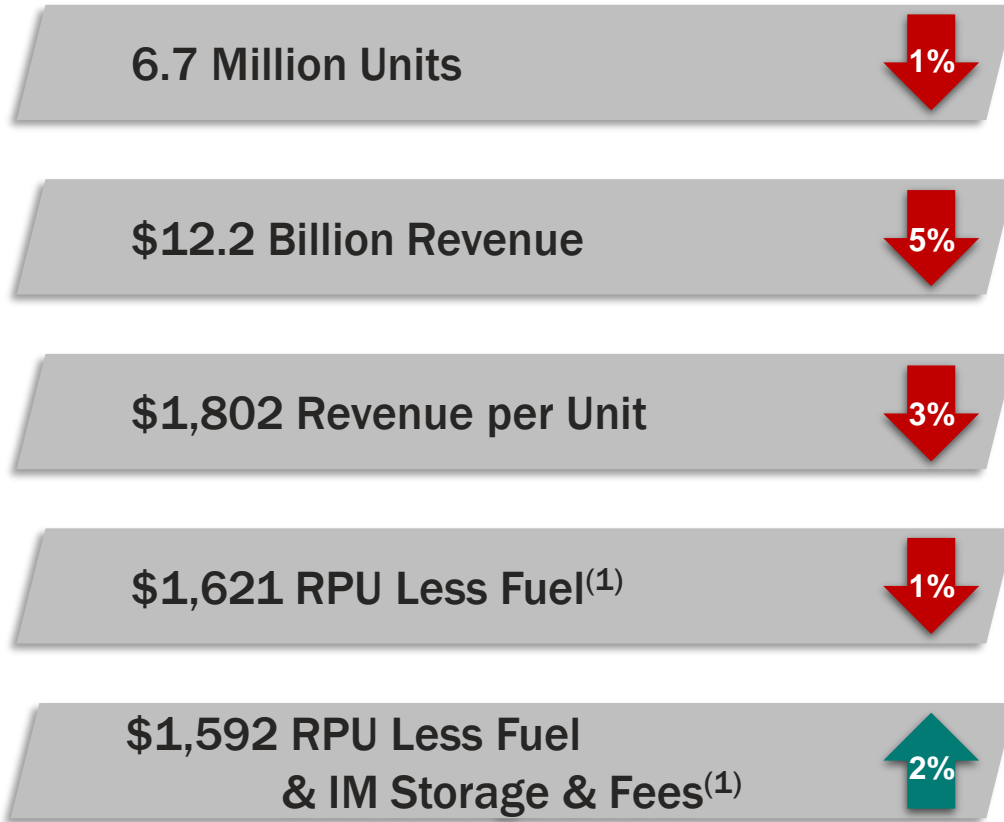 6.7 Million Units
1%
$12.2 Billion Revenue
5%
$1,802 Revenue per Unit
3%
$1,621 RPU Less Fuel(1)
1%
$1,592 RPU Less Fuel
& IM Storage & Fees(1)
2%